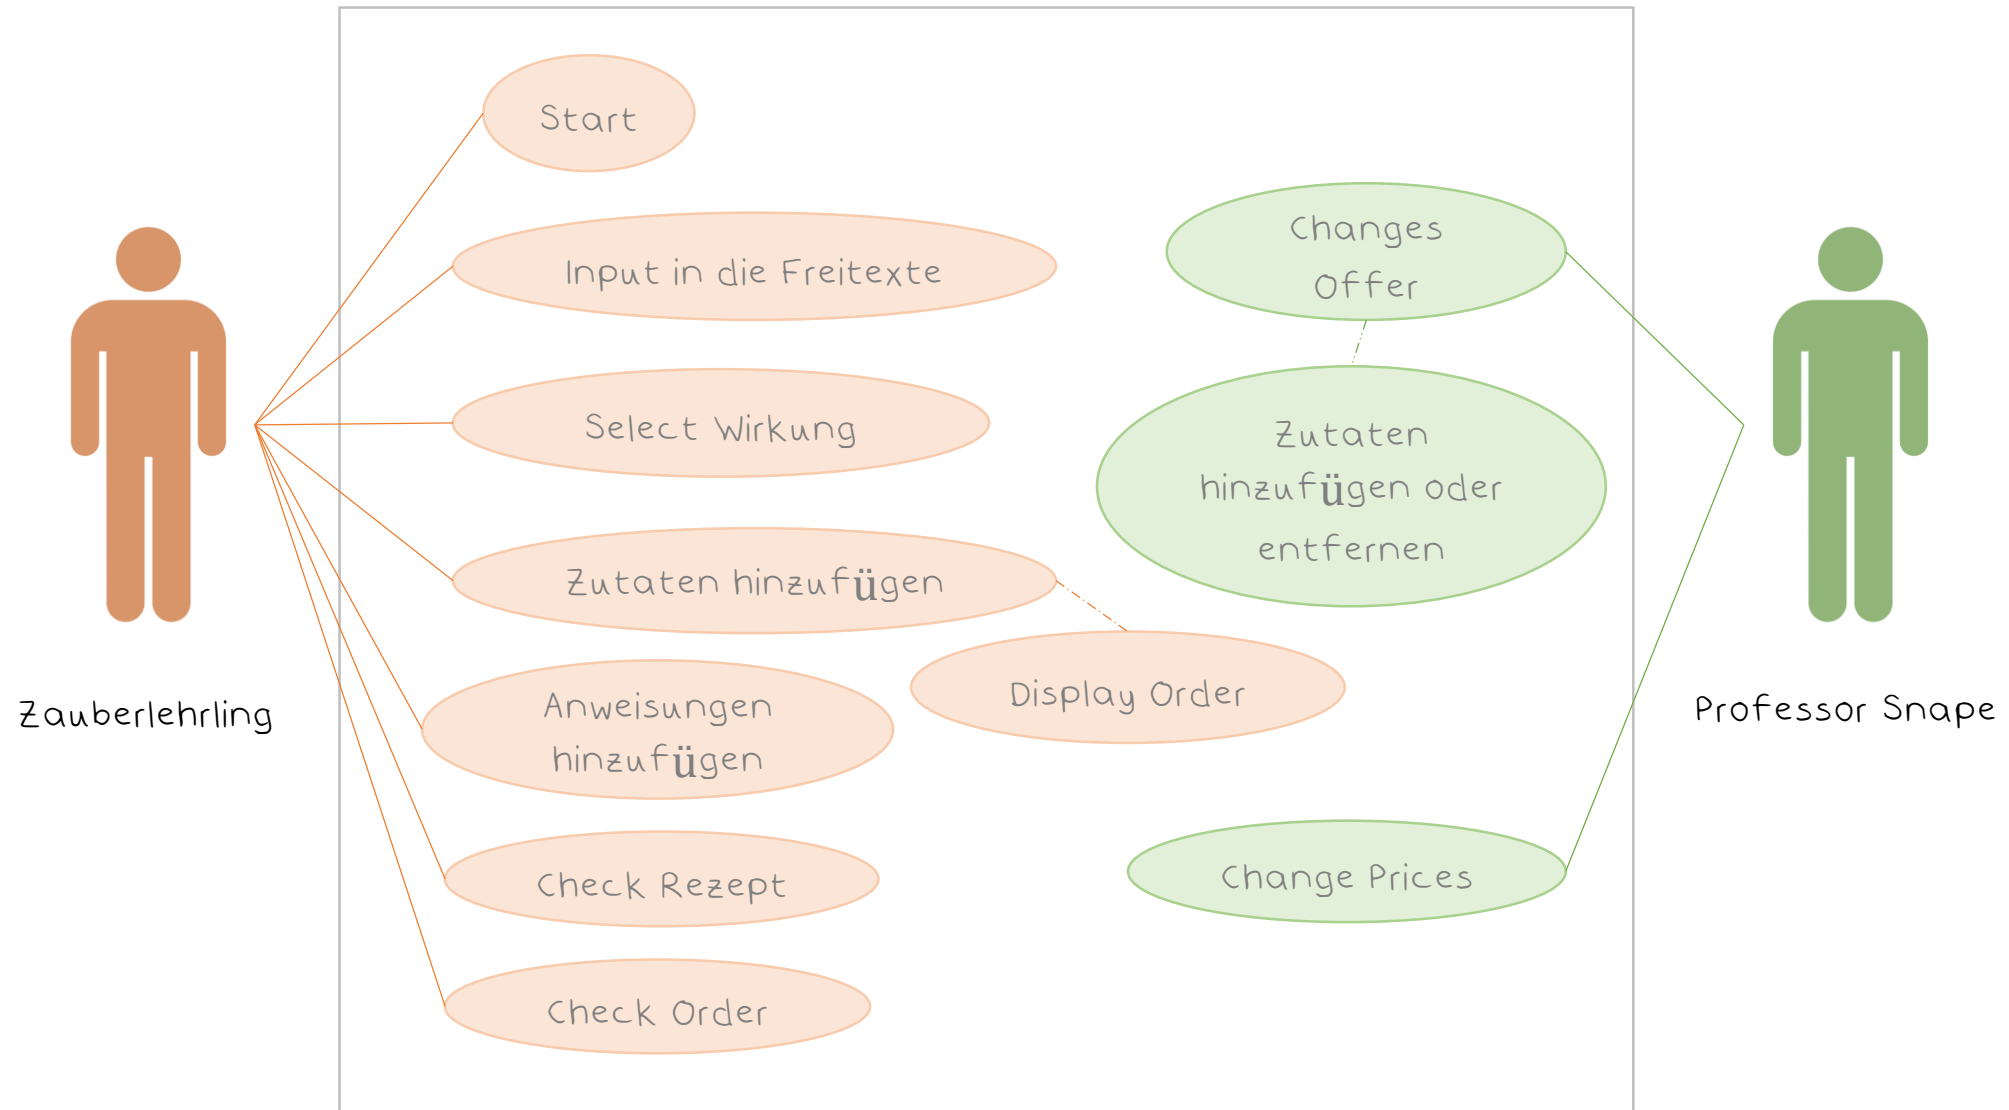 Start
Input in die Freitexte
Select Wirkung
Zutaten hinzufügen
Anweisungen
hinzufügen
Display Order
Check Rezept
Check Order
Zauberlehrling
Changes
Offer
Zutaten
hinzufügen oder
entfernen
Change Prices
Professor Snape